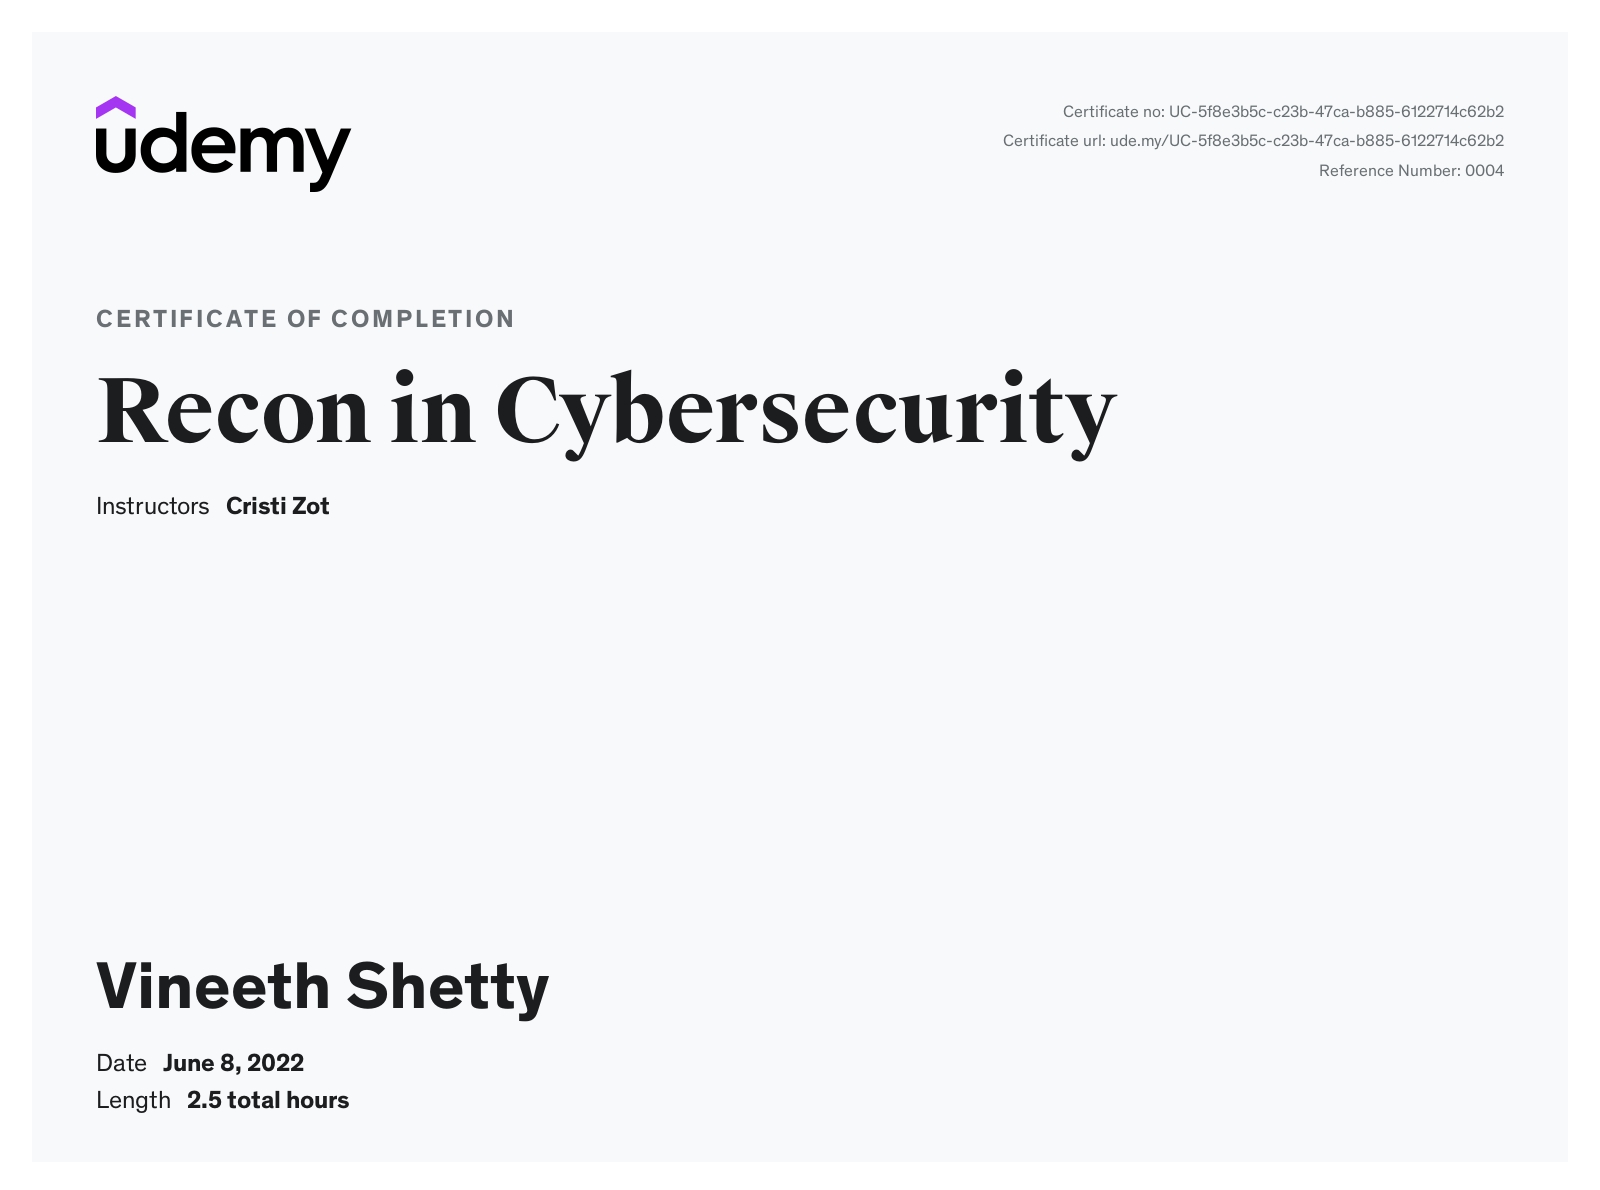 udemy
Certificate no: UC-5f8e3b5c-c23b-47ca-b885-6122714c62b2
Certificate url: ude.my/UC-5f8e3b5c-c23b-47ca-b885-6122714c62b2
Reference Number: 0004
CERTIFICATE OF COMPLETION
Recon in Cybersecurity
Instructors Cristi Zot
Vineeth Shetty
Date June 8, 2022
Length 2.5 total hours